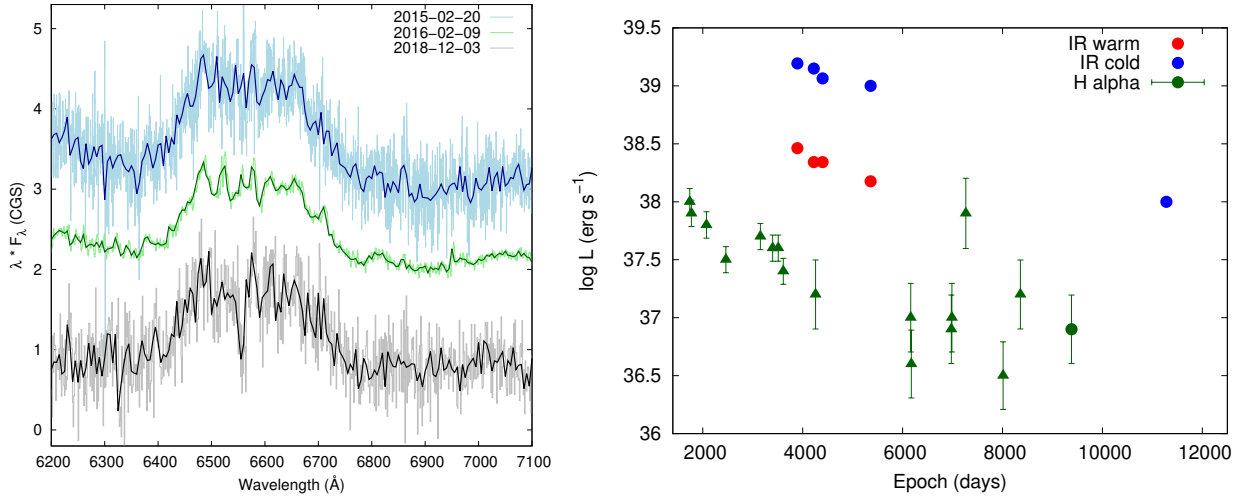 2015-02-20
2016-02-09
2018-12-03
λ * Fλ (CGS)
5
4
3
2
1
0
6200 6300 6400 6500 6600 6700 6800 6900 7000 7100
Wavelength (Å)
IR warm
IR cold
H alpha
log L (erg s⁻¹)
39.5
39
38.5
38
37.5
37
36.5
36
2000 4000 6000 8000 10000 12000
Epoch (days)